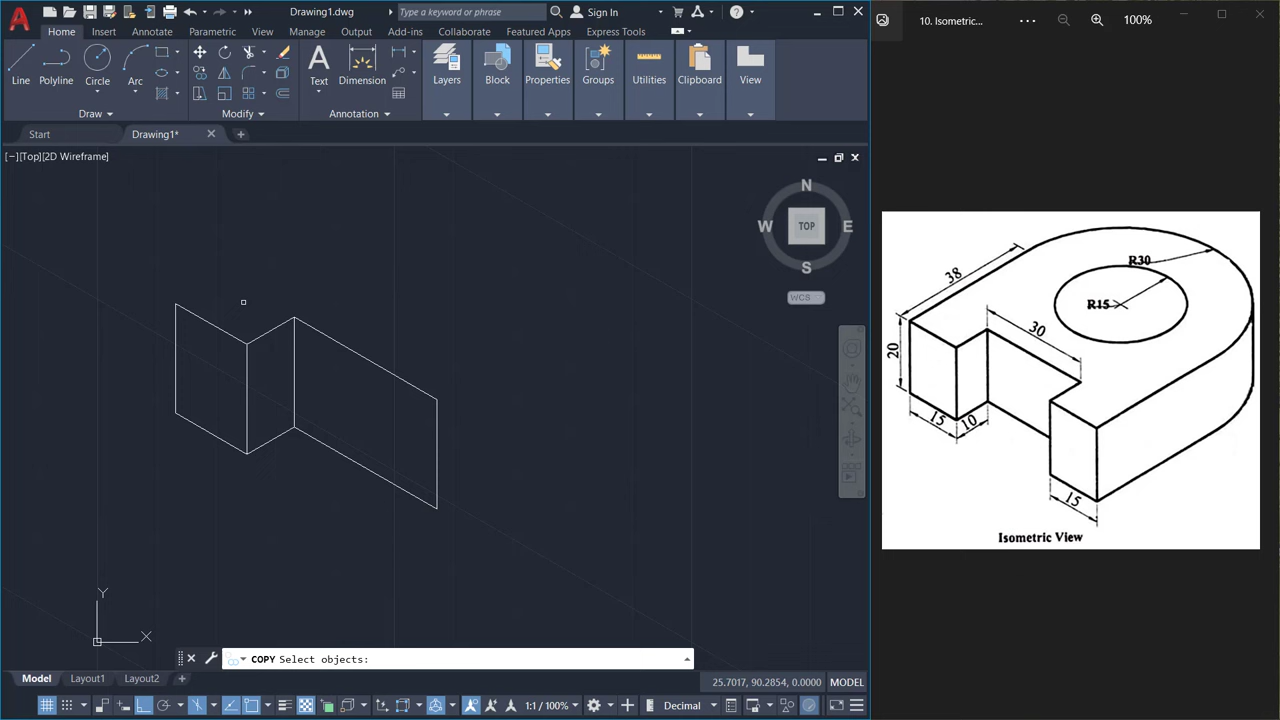 Drawing1.dwg
Type a keyword or phrase
Sign In
10. Isometric...
100%
Home Insert Annotate Parametric View Manage Output Add-ins Collaborate Featured Apps Express Tools
Line Polyline Circle Arc Text Dimension Layers Block Properties Groups Utilities Clipboard View
Draw Modify Annotation
Start Drawing1*
[−][Top][2D Wireframe]
N
W TOP E
S
WCS
38
R30
R15
30
20
15
10
15
Isometric View
Y
X
COPY Select objects:
Model Layout1 Layout2
25.7017, 90.2854, 0.0000 MODEL
1:1 / 100% Decimal